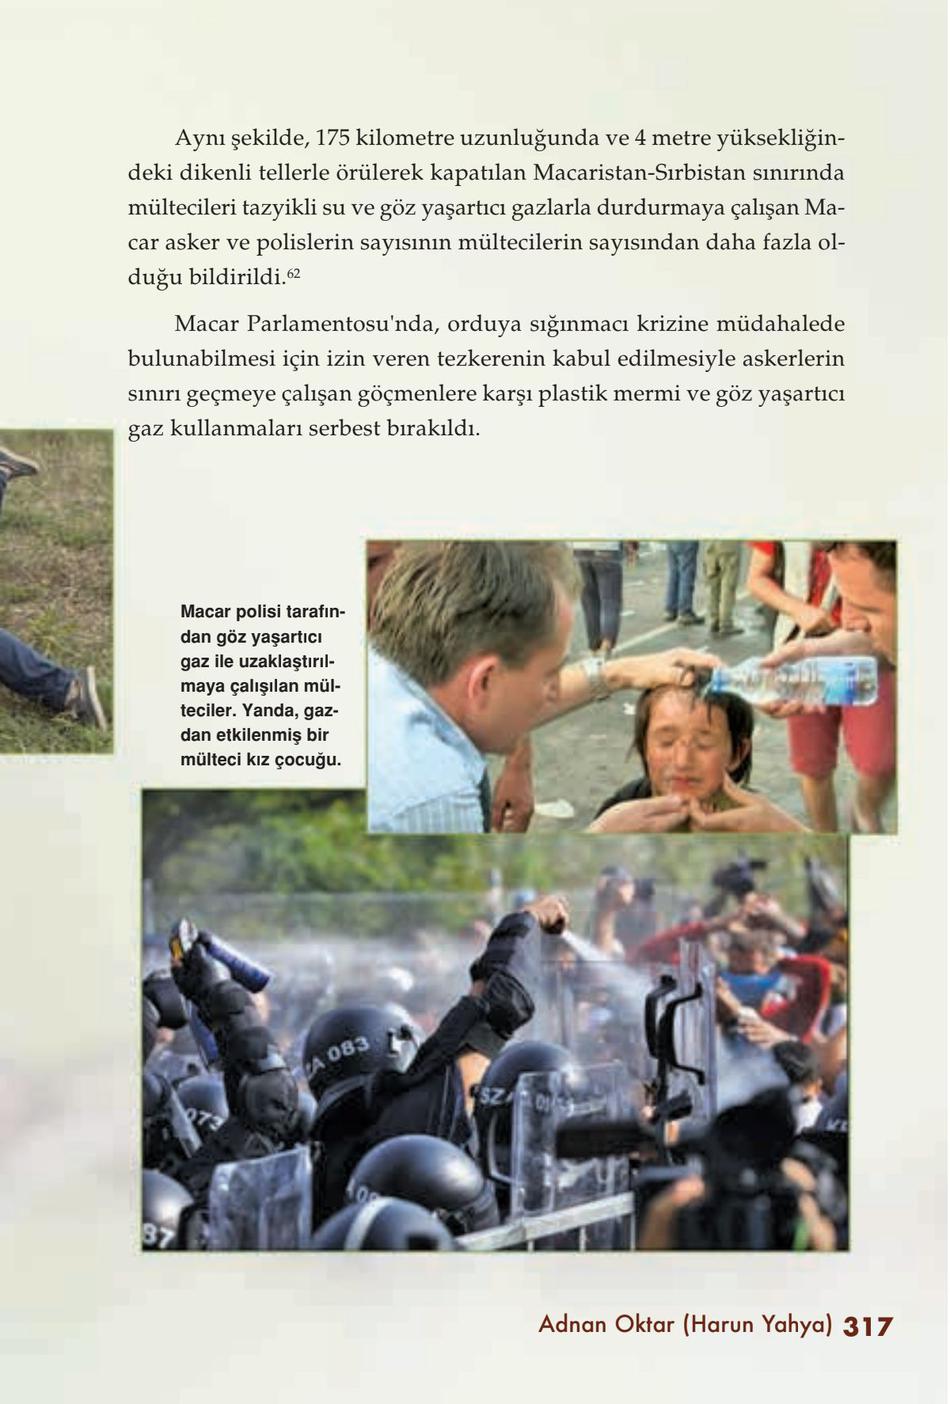 Aynı şekilde, 175 kilometre uzunluğunda ve 4 metre yüksekliğin-
deki dikenli tellerle örülerek kapatılan Macaristan-Sırbistan sınırında
mültecileri tazyikli su ve göz yaşartıcı gazlarla durdurmaya çalışan Ma-
car asker ve polislerin sayısının mültecilerin sayısından daha fazla ol-
duğu bildirildi.62
Macar Parlamentosu'nda, orduya sığınmacı krizine müdahalede
bulunabilmesi için izin veren tezkerenin kabul edilmesiyle askerlerin
sınırı geçmeye çalışan göçmenlere karşı plastik mermi ve göz yaşartıcı
gaz kullanmaları serbest bırakıldı.
Macar polisi tarafın-
dan göz yaşartıcı
gaz ile uzaklaştırıl-
maya çalışılan mül-
teciler. Yanda, gaz-
dan etkilenmiş bir
mülteci kız çocuğu.
083
073
87
Adnan Oktar (Harun Yahya) 317